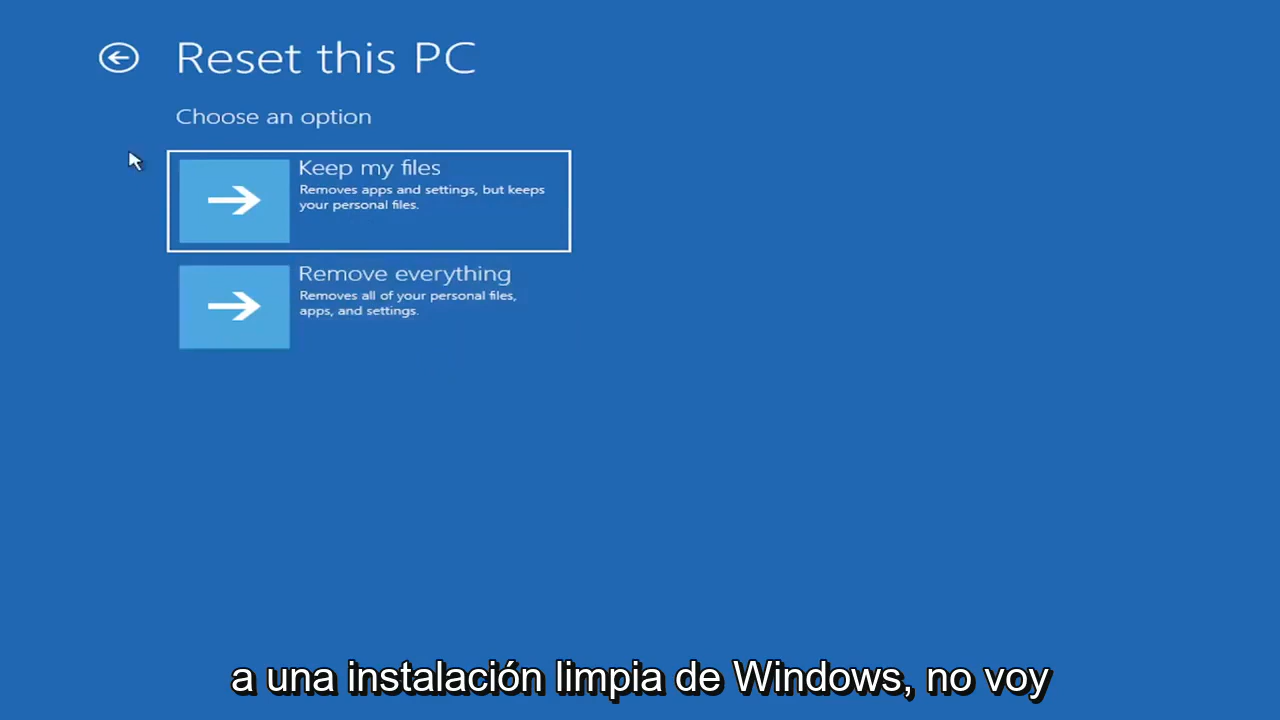 Reset this PC
Choose an option
Keep my files
Removes apps and settings, but keeps
your personal files.
Remove everything
Removes all of your personal files,
apps, and settings.
a una instalación limpia de Windows, no voy